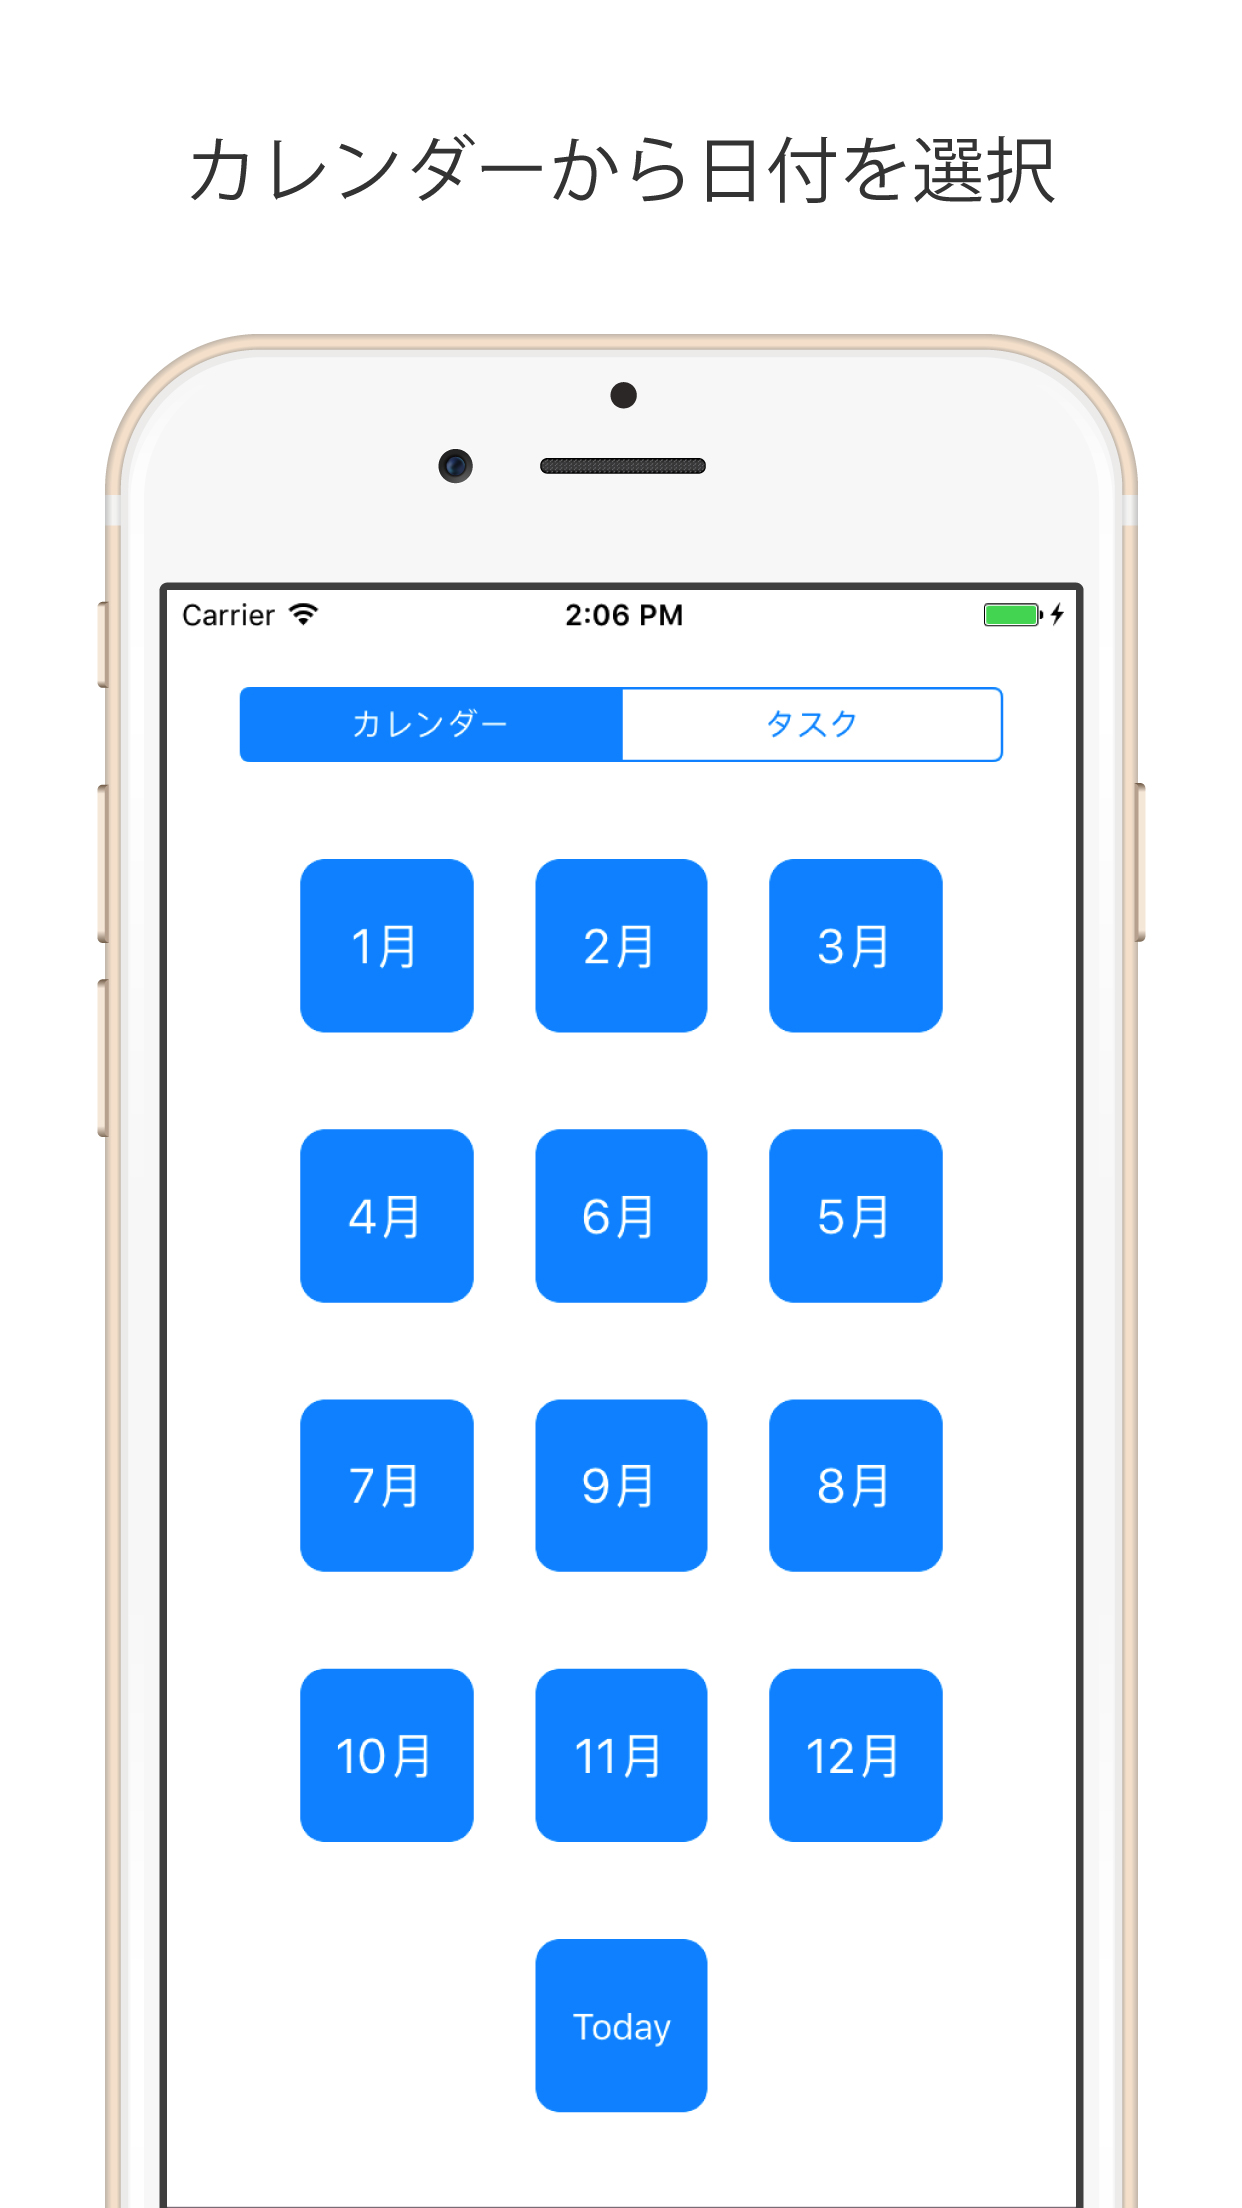 カレンダーから日付を選択
Carrier 2:06 PM
カレンダー タスク
1月 2月 3月
4月 6月 5月
7月 9月 8月
10月 11月 12月
Today